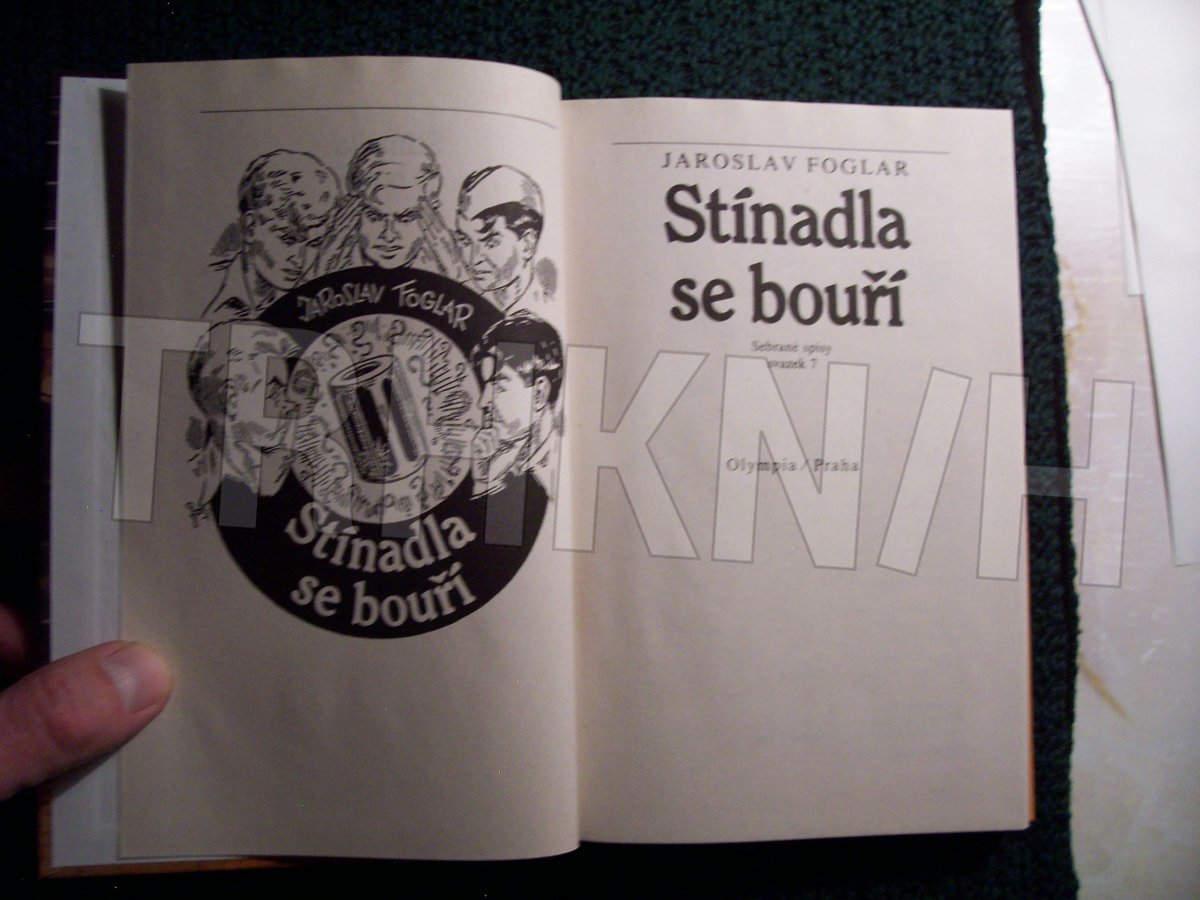 JAROSLAV FOGLAR
Stínadla
se bouří
JAROSLAV FOGLAR
Stínadla
se bouří
Sebrané spisy
svazek 7
Olympia / Praha